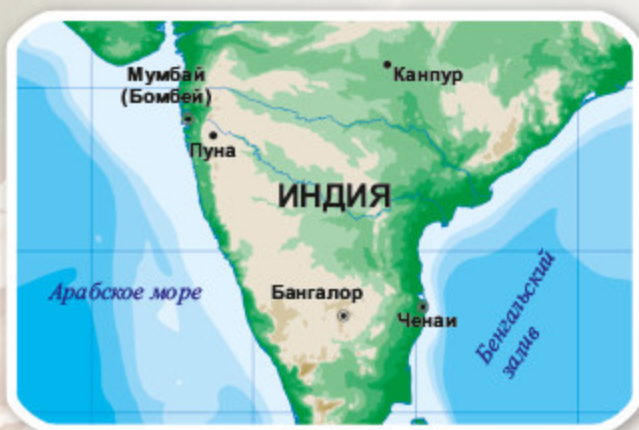 Мумбай
(Бомбей)
Канпур
Пуна
ИНДИЯ
Арабское море
Бангалор
Ченаи
Бенгальский
залив